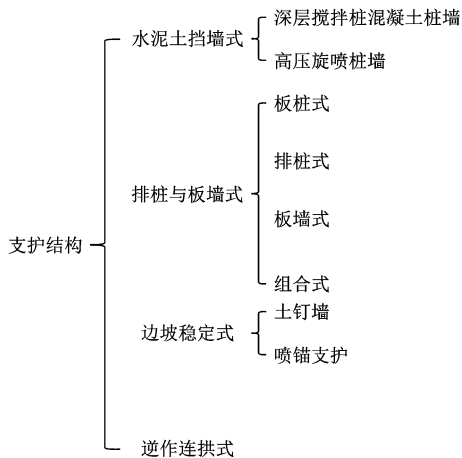 深层搅拌桩混凝土桩墙
水泥土挡墙式
高压旋喷桩墙
板桩式
排桩式
排桩与板墙式
板墙式
支护结构
组合式
土钉墙
边坡稳定式
喷锚支护
逆作连拱式